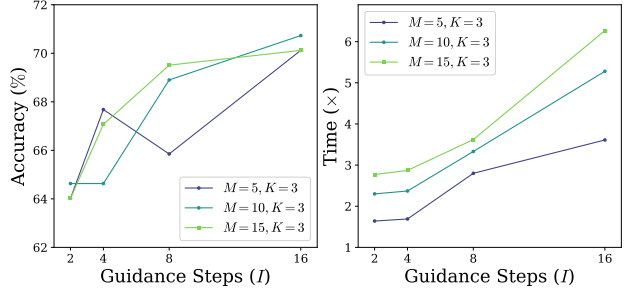 72
70
68
66
64
62
Accuracy (%)
M = 5, K = 3
M = 10, K = 3
M = 15, K = 3
2 4 8 16
Guidance Steps (I)
6
5
4
3
2
1
Time (×)
M = 5, K = 3
M = 10, K = 3
M = 15, K = 3
2 4 8 16
Guidance Steps (I)